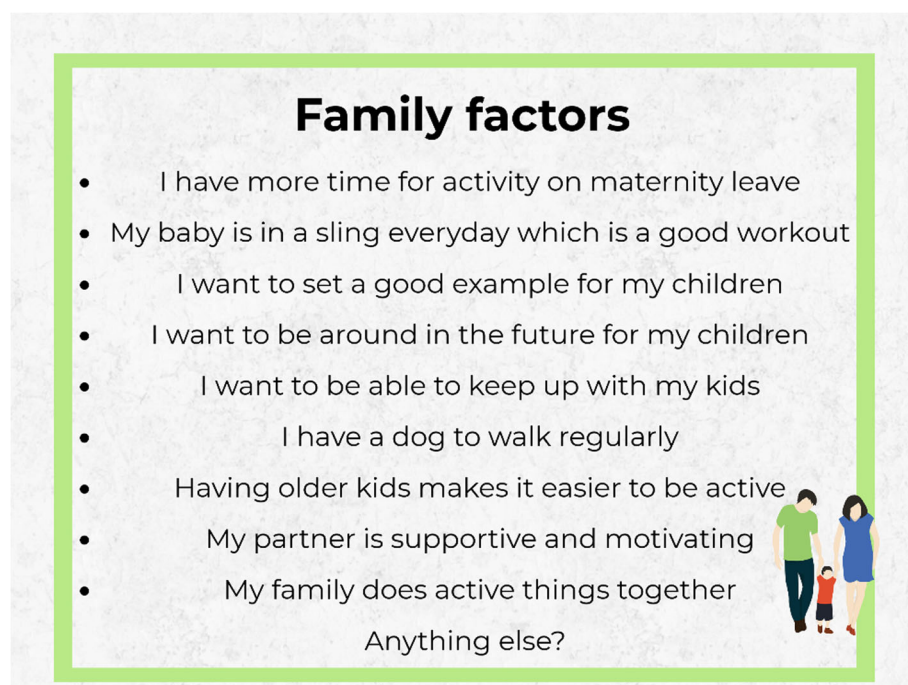 Family factors
• I have more time for activity on maternity leave
• My baby is in a sling everyday which is a good workout
• I want to set a good example for my children
• I want to be around in the future for my children
• I want to be able to keep up with my kids
• I have a dog to walk regularly
• Having older kids makes it easier to be active
• My partner is supportive and motivating
• My family does active things together
Anything else?